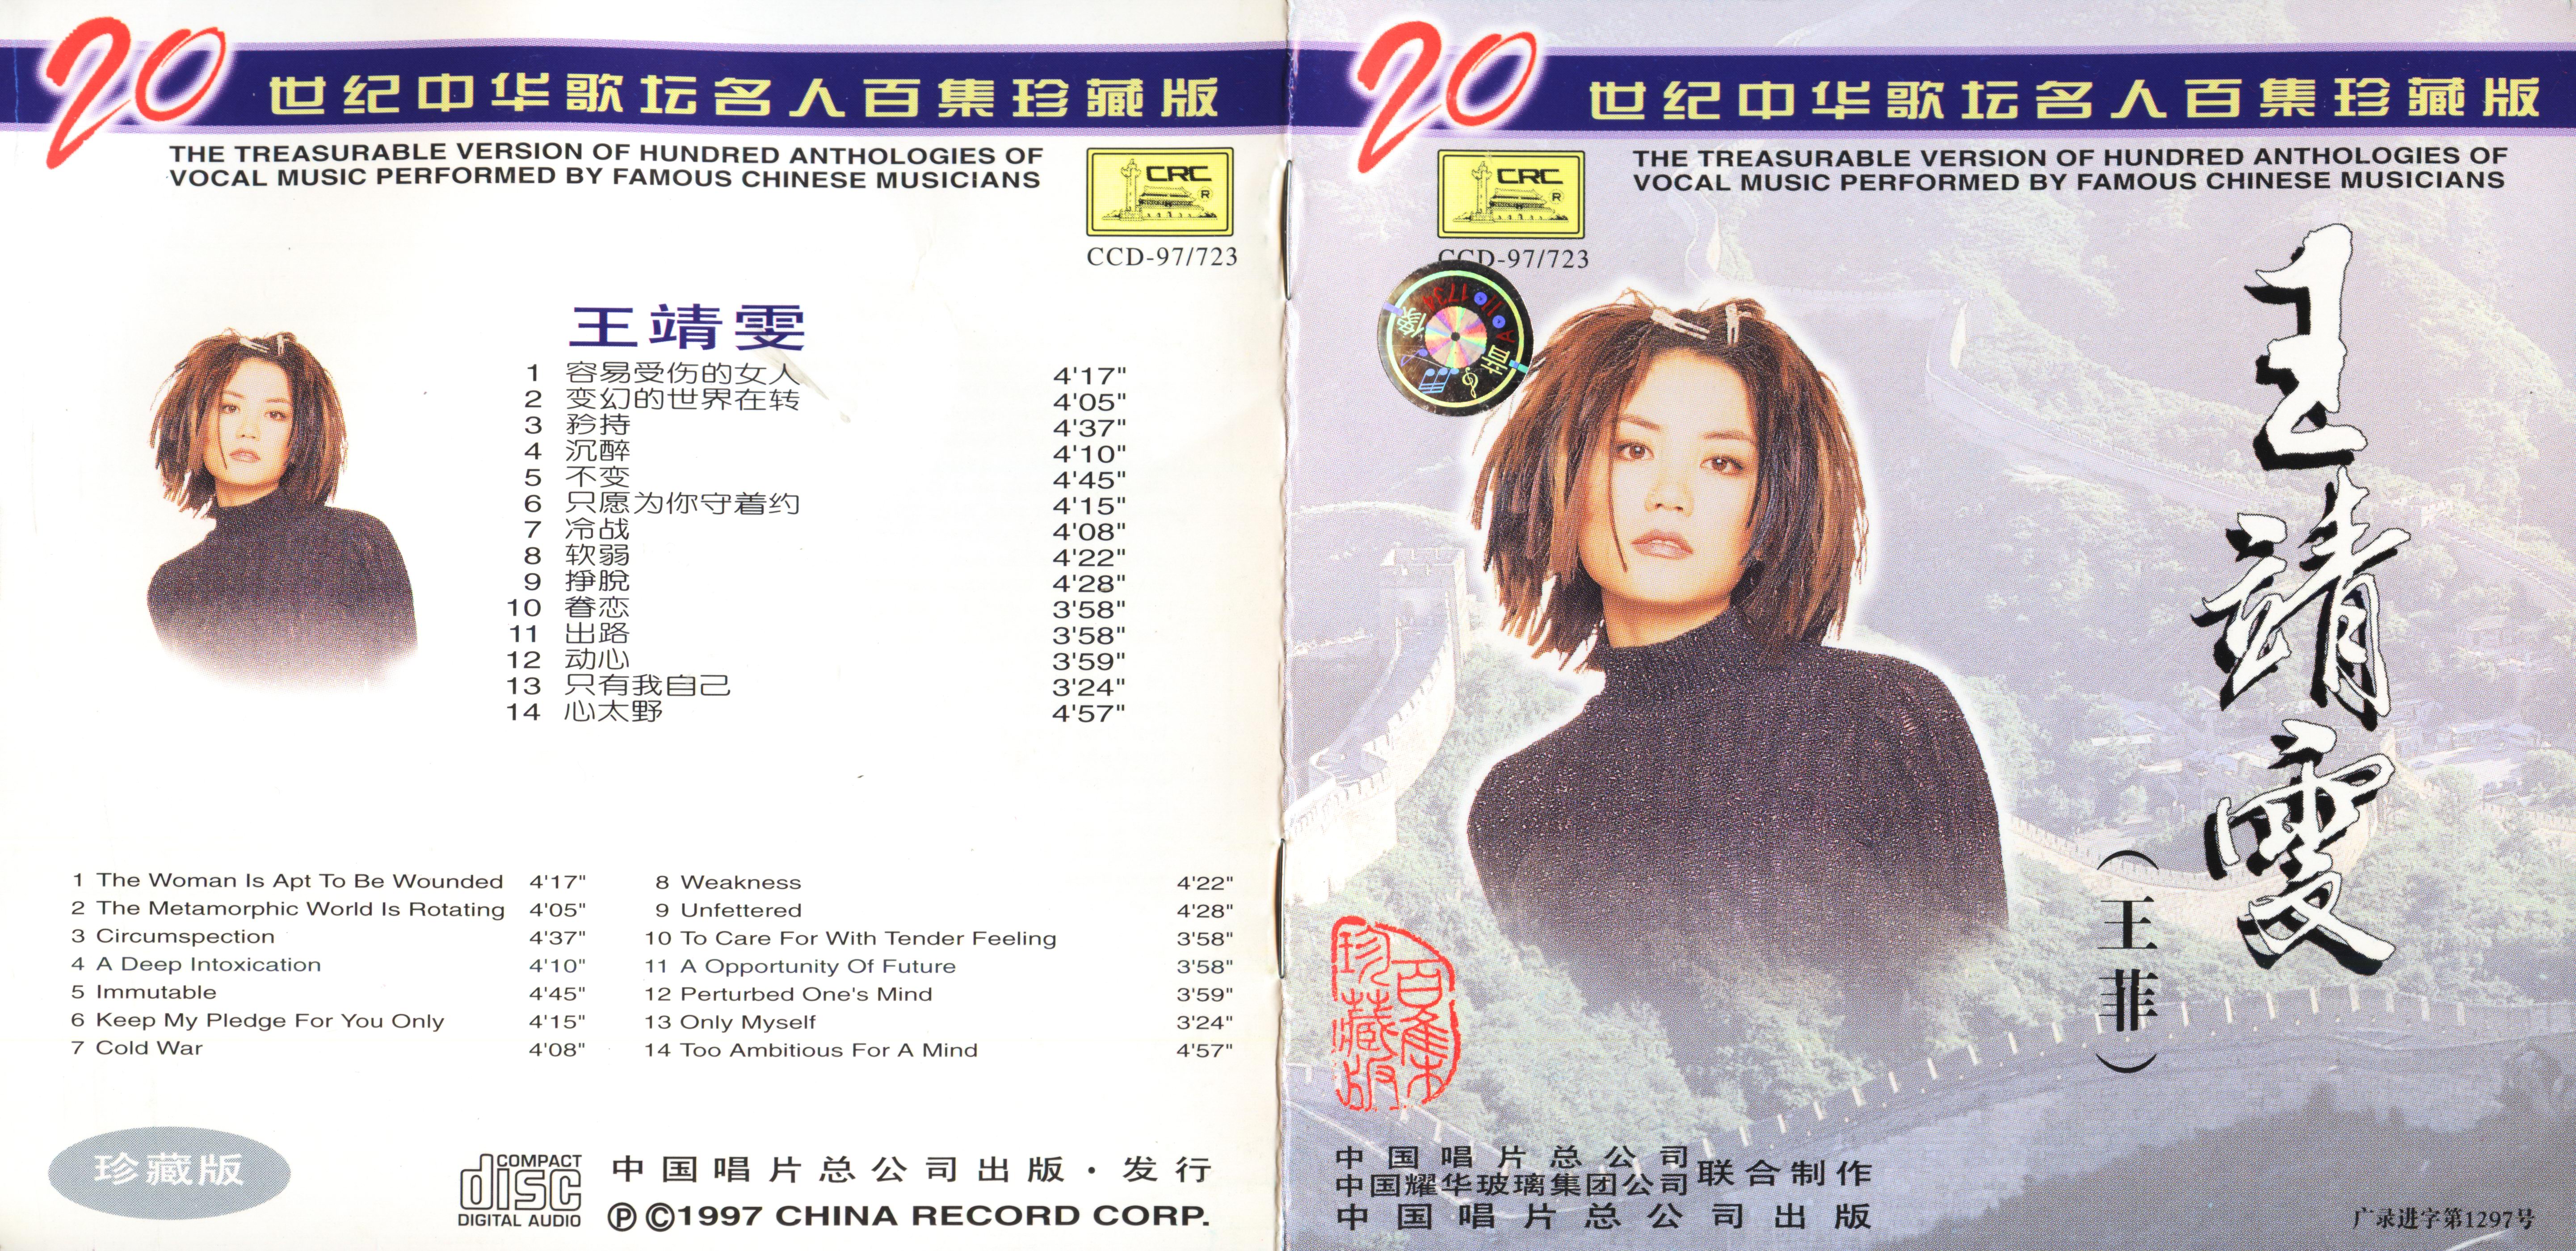 20
世纪中华歌坛名人百集珍藏版
THE TREASURABLE VERSION OF HUNDRED ANTHOLOGIES OF
VOCAL MUSIC PERFORMED BY FAMOUS CHINESE MUSICIANS
CRC
R
CCD-97/723
王靖雯
1 容易受伤的女人 4'17"
2 变幻的世界在转 4'05"
3 矜持 4'37"
4 沉醉 4'10"
5 不变 4'45"
6 只愿为你守着约 4'15"
7 冷战 4'08"
8 软弱 4'22"
9 掙脫 4'28"
10 眷恋 3'58"
11 出路 3'58"
12 动心 3'59"
13 只有我自己 3'24"
14 心太野 4'57"
1 The Woman Is Apt To Be Wounded 4'17"
2 The Metamorphic World Is Rotating 4'05"
3 Circumspection 4'37"
4 A Deep Intoxication 4'10"
5 Immutable 4'45"
6 Keep My Pledge For You Only 4'15"
7 Cold War 4'08"
8 Weakness 4'22"
9 Unfettered 4'28"
10 To Care For With Tender Feeling 3'58"
11 A Opportunity Of Future 3'58"
12 Perturbed One's Mind 3'59"
13 Only Myself 3'24"
14 Too Ambitious For A Mind 4'57"
珍藏版
COMPACT
disc
DIGITAL AUDIO
中国唱片总公司出版·发行
Ⓟ©1997 CHINA RECORD CORP.
20
世纪中华歌坛名人百集珍藏版
THE TREASURABLE VERSION OF HUNDRED ANTHOLOGIES OF
VOCAL MUSIC PERFORMED BY FAMOUS CHINESE MUSICIANS
CRC
R
CCD-97/723
音像
王靖雯
（王菲）
百集
珍藏版
中国唱片总公司
中国耀华玻璃集团公司
联合制作
中国唱片总公司出版
广录进字第1297号